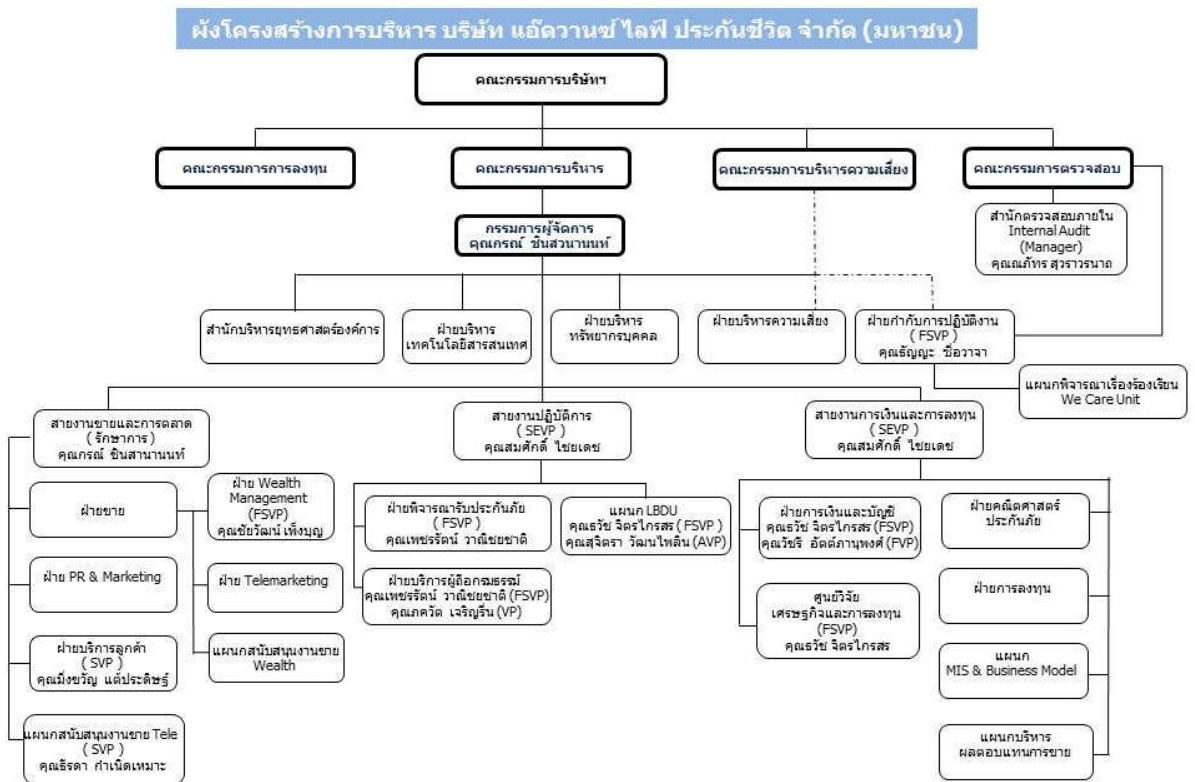 ผังโครงสร้างการบริหาร บริษัท แอ๊ดวานซ์ ไลฟ์ ประกันชีวิต จำกัด (มหาชน)
คณะกรรมการบริษัทฯ
คณะกรรมการการลงทุน
คณะกรรมการบริหาร
คณะกรรมการบริหารความเสี่ยง
คณะกรรมการตรวจสอบ
กรรมการผู้จัดการ
คุณกรณ์ ชินสวนานนท์
สำนักตรวจสอบภายใน
Internal Audit
(Manager)
คุณณภัทร สุวราวรนาถ
สำนักบริหารยุทธศาสตร์องค์การ
ฝ่ายบริหาร
เทคโนโลยีสารสนเทศ
ฝ่ายบริหาร
ทรัพยากรบุคคล
ฝ่ายบริหารความเสี่ยง
ฝ่ายกำกับการปฏิบัติงาน
( FSVP )
คุณธัญญะ ซื่อวาจา
แผนกพิจารณาเรื่องร้องเรียน
We Care Unit
สายงานขายและการตลาด
( รักษาการ )
คุณกรณ์ ชินสานานนท์
สายงานปฏิบัติการ
( SEVP )
คุณสมศักดิ์ ไชยเดช
สายงานการเงินและการลงทุน
( SEVP )
คุณสมศักดิ์ ไชยเดช
ฝ่ายขาย
ฝ่าย PR & Marketing
ฝ่ายบริการลูกค้า
( SVP )
คุณมิ่งขวัญ แต้ประดิษฐ์
แผนกสนับสนุนงานขาย Tele
( SVP )
คุณธิรดา กำเนิดเหมาะ
ฝ่าย Wealth
Management
(FSVP)
คุณชัยวัฒน์ เพ็งบุญ
ฝ่าย Telemarketing
แผนกสนับสนุนงานขาย
Wealth
ฝ่ายพิจารณารับประกันภัย
( FSVP )
คุณเพชรรัตน์ วาณิชยชาติ
ฝ่ายบริการผู้ถือกรมธรรม์
คุณเพชรรัตน์ วาณิชยชาติ (FSVP)
คุณภควัต เจริญรื่น (VP)
แผนก LBDU
คุณธวัช จิตรไกรสร ( FSVP )
คุณสุจิตรา วัฒนไพลิน (AVP)
ฝ่ายการเงินและบัญชี
คุณธวัช จิตรไกรสร (FSVP)
คุณวัชรี อัตต์ภานุพงศ์ (FVP)
ศูนย์วิจัย
เศรษฐกิจและการลงทุน
(FSVP)
คุณธวัช จิตรไกรสร
ฝ่ายคณิตศาสตร์
ประกันภัย
ฝ่ายการลงทุน
แผนก
MIS & Business Model
แผนกบริหาร
ผลตอบแทนการขาย